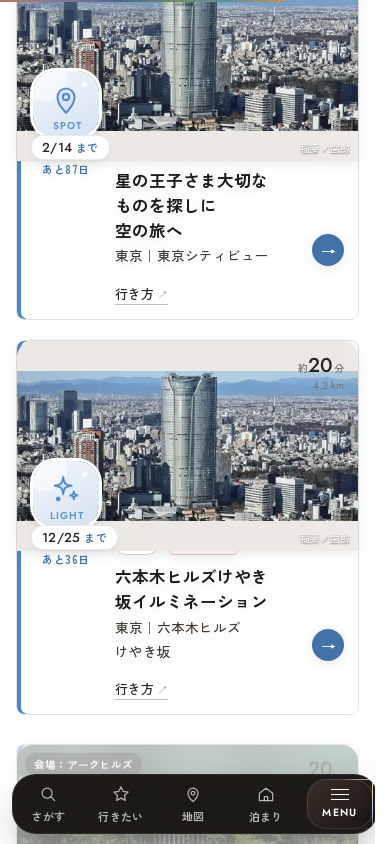 SPOT
2/14 まで
あと87日
星の王子さま大切な
ものを探しに
空の旅へ
東京｜東京シティビュー
→
行き方 ↗
約20分
4.2 km
LIGHT
12/25 まで
あと36日
六本木ヒルズけやき
坂イルミネーション
東京｜六本木ヒルズ
けやき坂
→
行き方 ↗
会場：アークヒルズ
20
さがす
行きたい
地図
泊まり
MENU